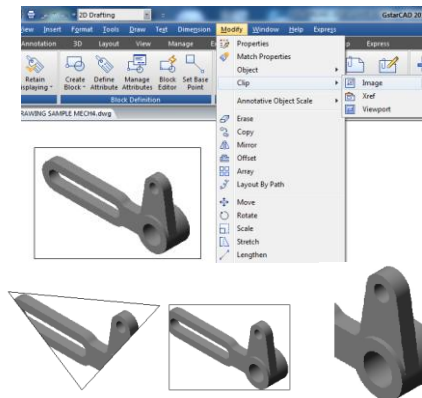 2D Drafting
GstarCAD 20
View Insert Format Tools Draw Text Dimension Modify Window Help Express
Annotation 3D Layout View Manage
Express
Retain
Create Define Manage Block Set Base
Block Attribute Attributes Editor Point
Block Definition
RAWING SAMPLE MECH4.dwg
Properties
Match Properties
Object
Clip
Image
Xref
Viewport
Annotative Object Scale
Erase
Copy
Mirror
Offset
Array
Layout By Path
Move
Rotate
Scale
Stretch
Lengthen